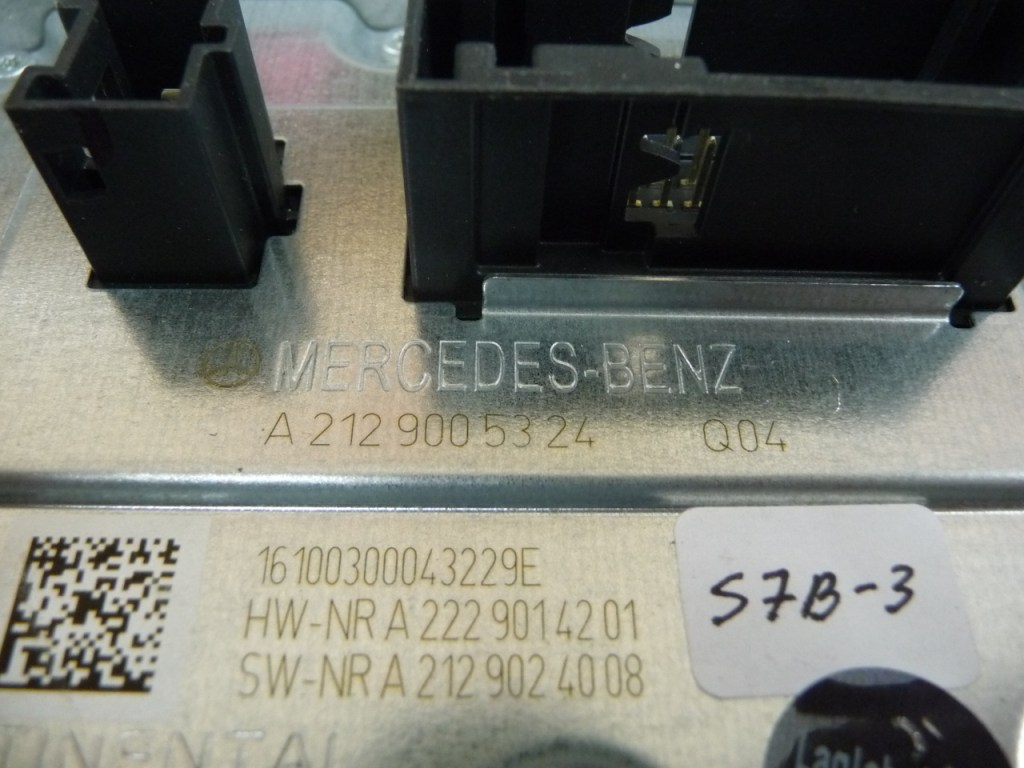 MERCEDES-BENZ
A 212 900 53 24 Q04
16100300043229E
HW-NR A 222 901 42 01
SW-NR A 212 902 40 08
S7B-3